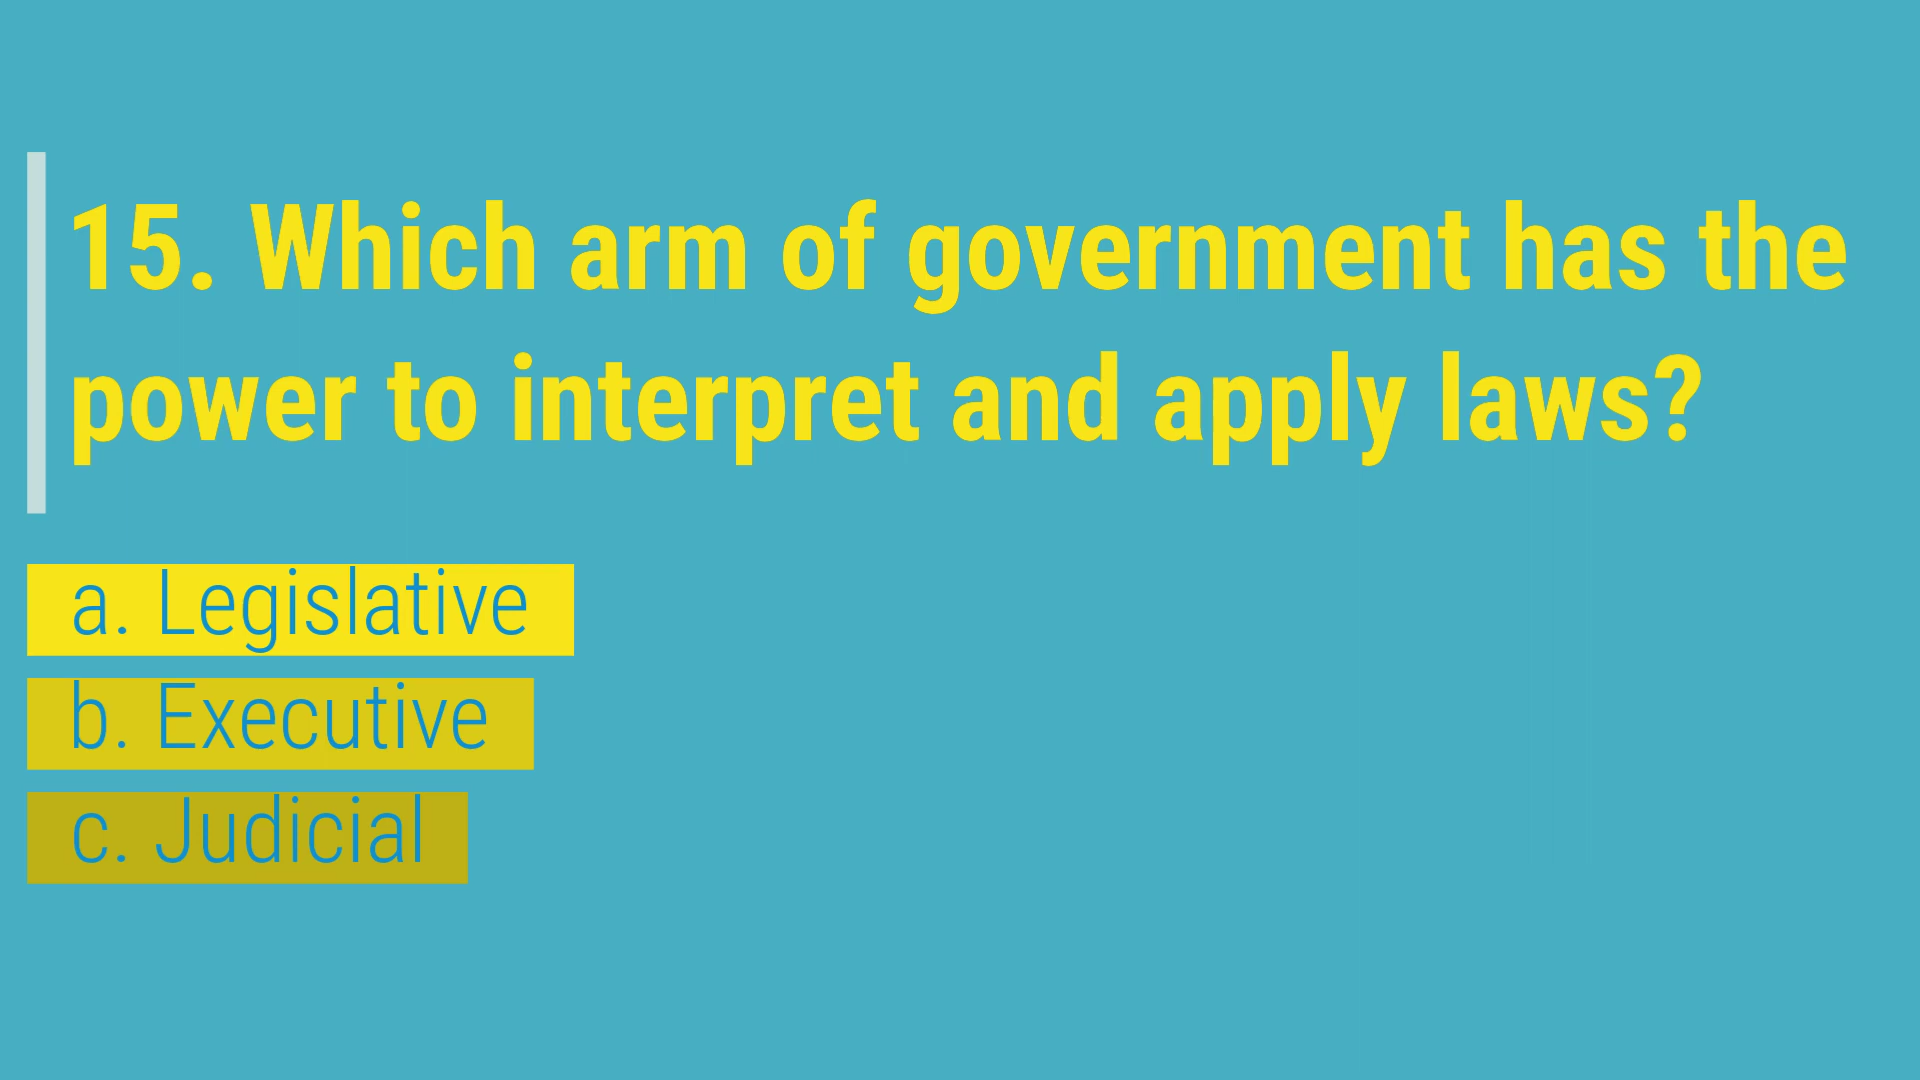 15. Which arm of government has the
power to interpret and apply laws?
a. Legislative
b. Executive
c. Judicial